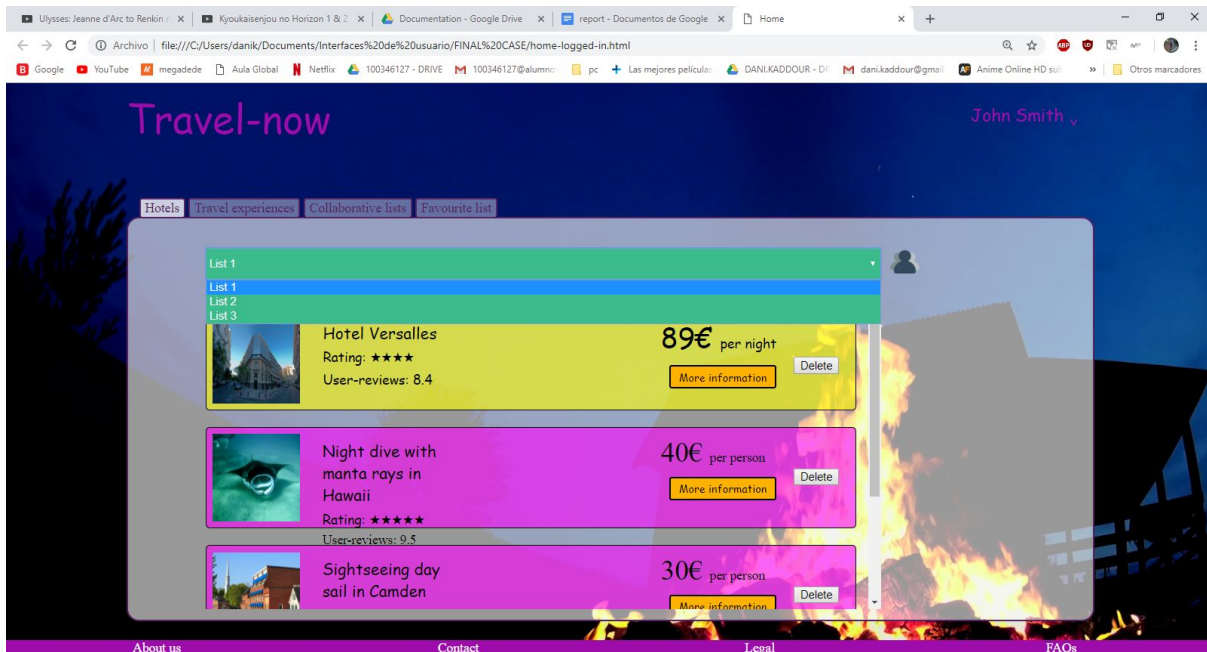 Ulysses: Jeanne d'Arc to Renkin n
Kyoukaisenjou no Horizon 1 & 2
Documentation - Google Drive
report - Documentos de Google
Home
Archivo | file:///C:/Users/danik/Documents/Interfaces%20de%20usuario/FINAL%20CASE/home-logged-in.html
Google YouTube megadede Aula Global Netflix 100346127 - DRIVE 100346127@alumno pc Las mejores películas DANI.KADDOUR - DR dani.kaddour@gmail Anime Online HD sub » Otros marcadores
Travel-now
John Smith v
Hotels Travel experiences Collaborative lists Favourite list
List 1
List 1
List 2
List 3
Hotel Versalles
Rating: ★★★★
User-reviews: 8.4
89€ per night
More information
Delete
Night dive with
manta rays in
Hawaii
Rating: ★★★★★
User-reviews: 9.5
40€ per person
More information
Delete
Sightseeing day
sail in Camden
30€ per person
More information
Delete
About us Contact Legal FAQs